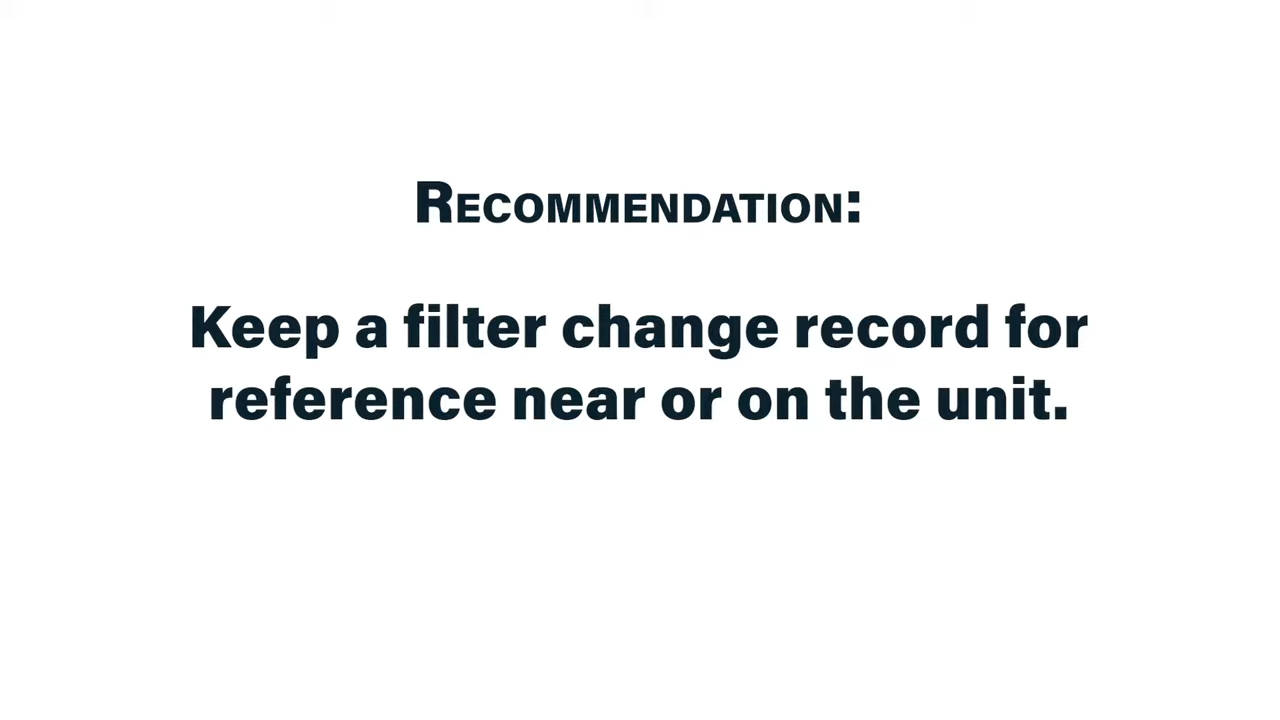 Recommendation:
Keep a filter change record for
reference near or on the unit.